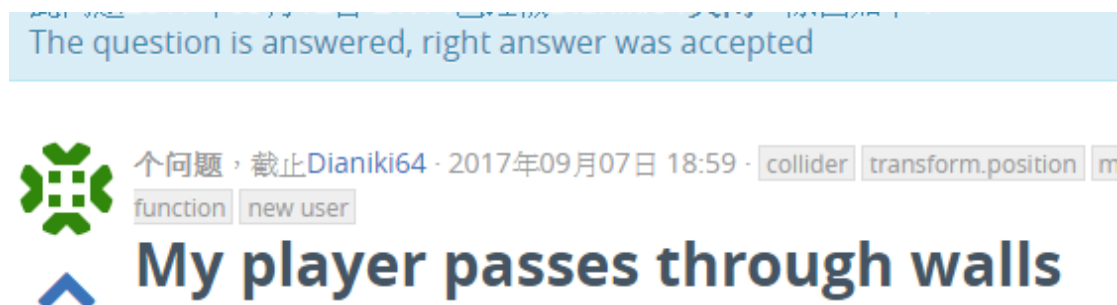 The question is answered, right answer was accepted
个问题，截止Dianiki64 · 2017年09月07日 18:59 · collider transform.position
function new user
My player passes through walls